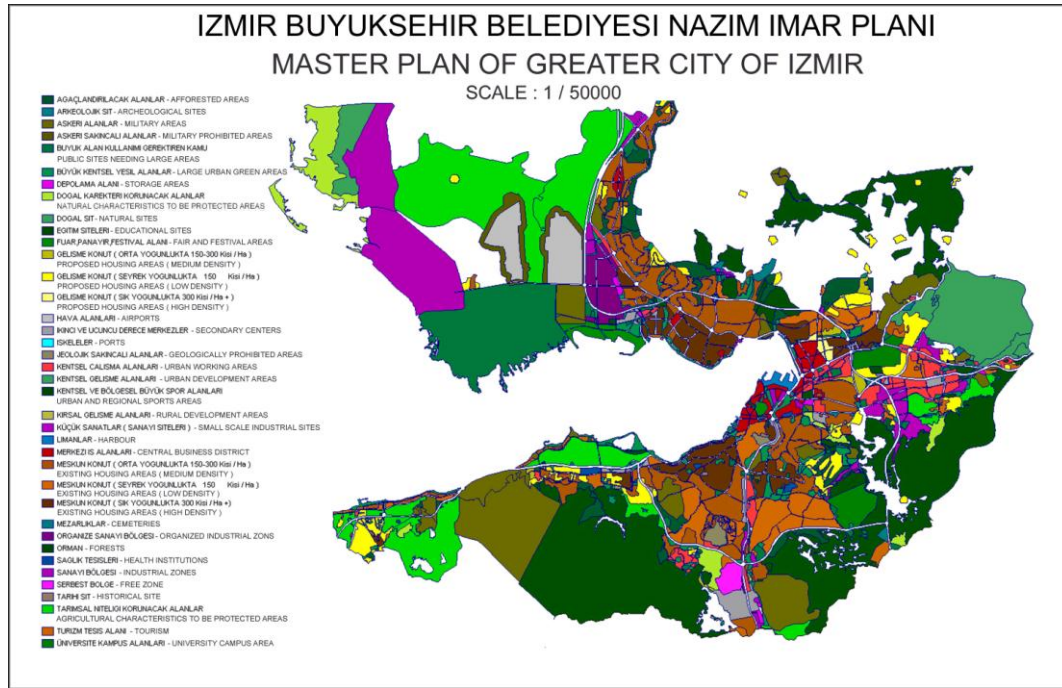 IZMIR BUYUKSEHIR BELEDIYESI NAZIM IMAR PLANI
MASTER PLAN OF GREATER CITY OF IZMIR
SCALE : 1 / 50000
AGAÇLANDIRILACAK ALANLAR - AFFORESTED AREAS
ARKEOLOJIK SIT - ARCHEOLOGICAL SITES
ASKERI ALANLAR - MILITARY AREAS
ASKERI SAKINCALI ALANLAR - MILITARY PROHIBITED AREAS
BUYUK ALAN KULLANIMI GEREKTIREN KAMU
PUBLIC SITES NEEDING LARGE AREAS
BÜYÜK KENTSEL YESIL ALANLAR - LARGE URBAN GREEN AREAS
DEPOLAMA ALANI - STORAGE AREAS
DOGAL KAREKTERI KORUNACAK ALANLAR
NATURAL CHARACTERISTICS TO BE PROTECTED AREAS
DOGAL SIT - NATURAL SITES
EGITIM SITELERI - EDUCATIONAL SITES
FUAR,PANAYIR,FESTIVAL ALANI - FAIR AND FESTIVAL AREAS
GELISME KONUT ( ORTA YOGUNLUKTA 150-300 Kisi / Ha )
PROPOSED HOUSING AREAS ( MEDIUM DENSITY )
GELISME KONUT ( SEYREK YOGUNLUKTA 150 Kisi / Ha )
PROPOSED HOUSING AREAS ( LOW DENSITY )
GELISME KONUT ( SIK YOGUNLUKTA 300 Kisi / Ha + )
PROPOSED HOUSING AREAS ( HIGH DENSITY )
HAVA ALANLARI - AIRPORTS
IKINCI VE UCUNCU DERECE MERKEZLER - SECONDARY CENTERS
ISKELELER - PORTS
JEOLOJIK SAKINCALI ALANLAR - GEOLOGICALLY PROHIBITED AREAS
KENTSEL CALISMA ALANLARI - URBAN WORKING AREAS
KENTSEL GELISME ALANLARI - URBAN DEVELOPMENT AREAS
KENTSEL VE BÖLGESEL BÜYÜK SPOR ALANLARI
URBAN AND REGIONAL SPORTS AREAS
KIRSAL GELISME ALANLARI - RURAL DEVELOPMENT AREAS
KÜÇÜK SANATLAR ( SANAYI SITELERI ) - SMALL SCALE INDUSTRIAL SITES
LIMANLAR - HARBOUR
MERKEZI IS ALANLARI - CENTRAL BUSINESS DISTRICT
MESKUN KONUT ( ORTA YOGUNLUKTA 150-300 Kisi / Ha )
EXISTING HOUSING AREAS ( MEDIUM DENSITY )
MESKUN KONUT ( SEYREK YOGUNLUKTA 150 Kisi / Ha )
EXISTING HOUSING AREAS ( LOW DENSITY )
MESKUN KONUT ( SIK YOGUNLUKTA 300 Kisi / Ha +)
EXISTING HOUSING AREAS ( HIGH DENSITY )
MEZARLIKLAR - CEMETERIES
ORGANIZE SANAYI BÖLGESI - ORGANIZED INDUSTRIAL ZONS
ORMAN - FORESTS
SAGLIK TESISLERI - HEALTH INSTITUTIONS
SANAYI BÖLGESI - INDUSTRIAL ZONES
SERBEST BOLGE - FREE ZONE
TARIHI SIT - HISTORICAL SITE
TARIMSAL NITELIGI KORUNACAK ALANLAR
AGRICULTURAL CHARACTERISTICS TO BE PROTECTED AREAS
TURIZM TESIS ALANI - TOURISM
ÜNIVERSITE KAMPUS ALANLARI - UNIVERSITY CAMPUS AREA